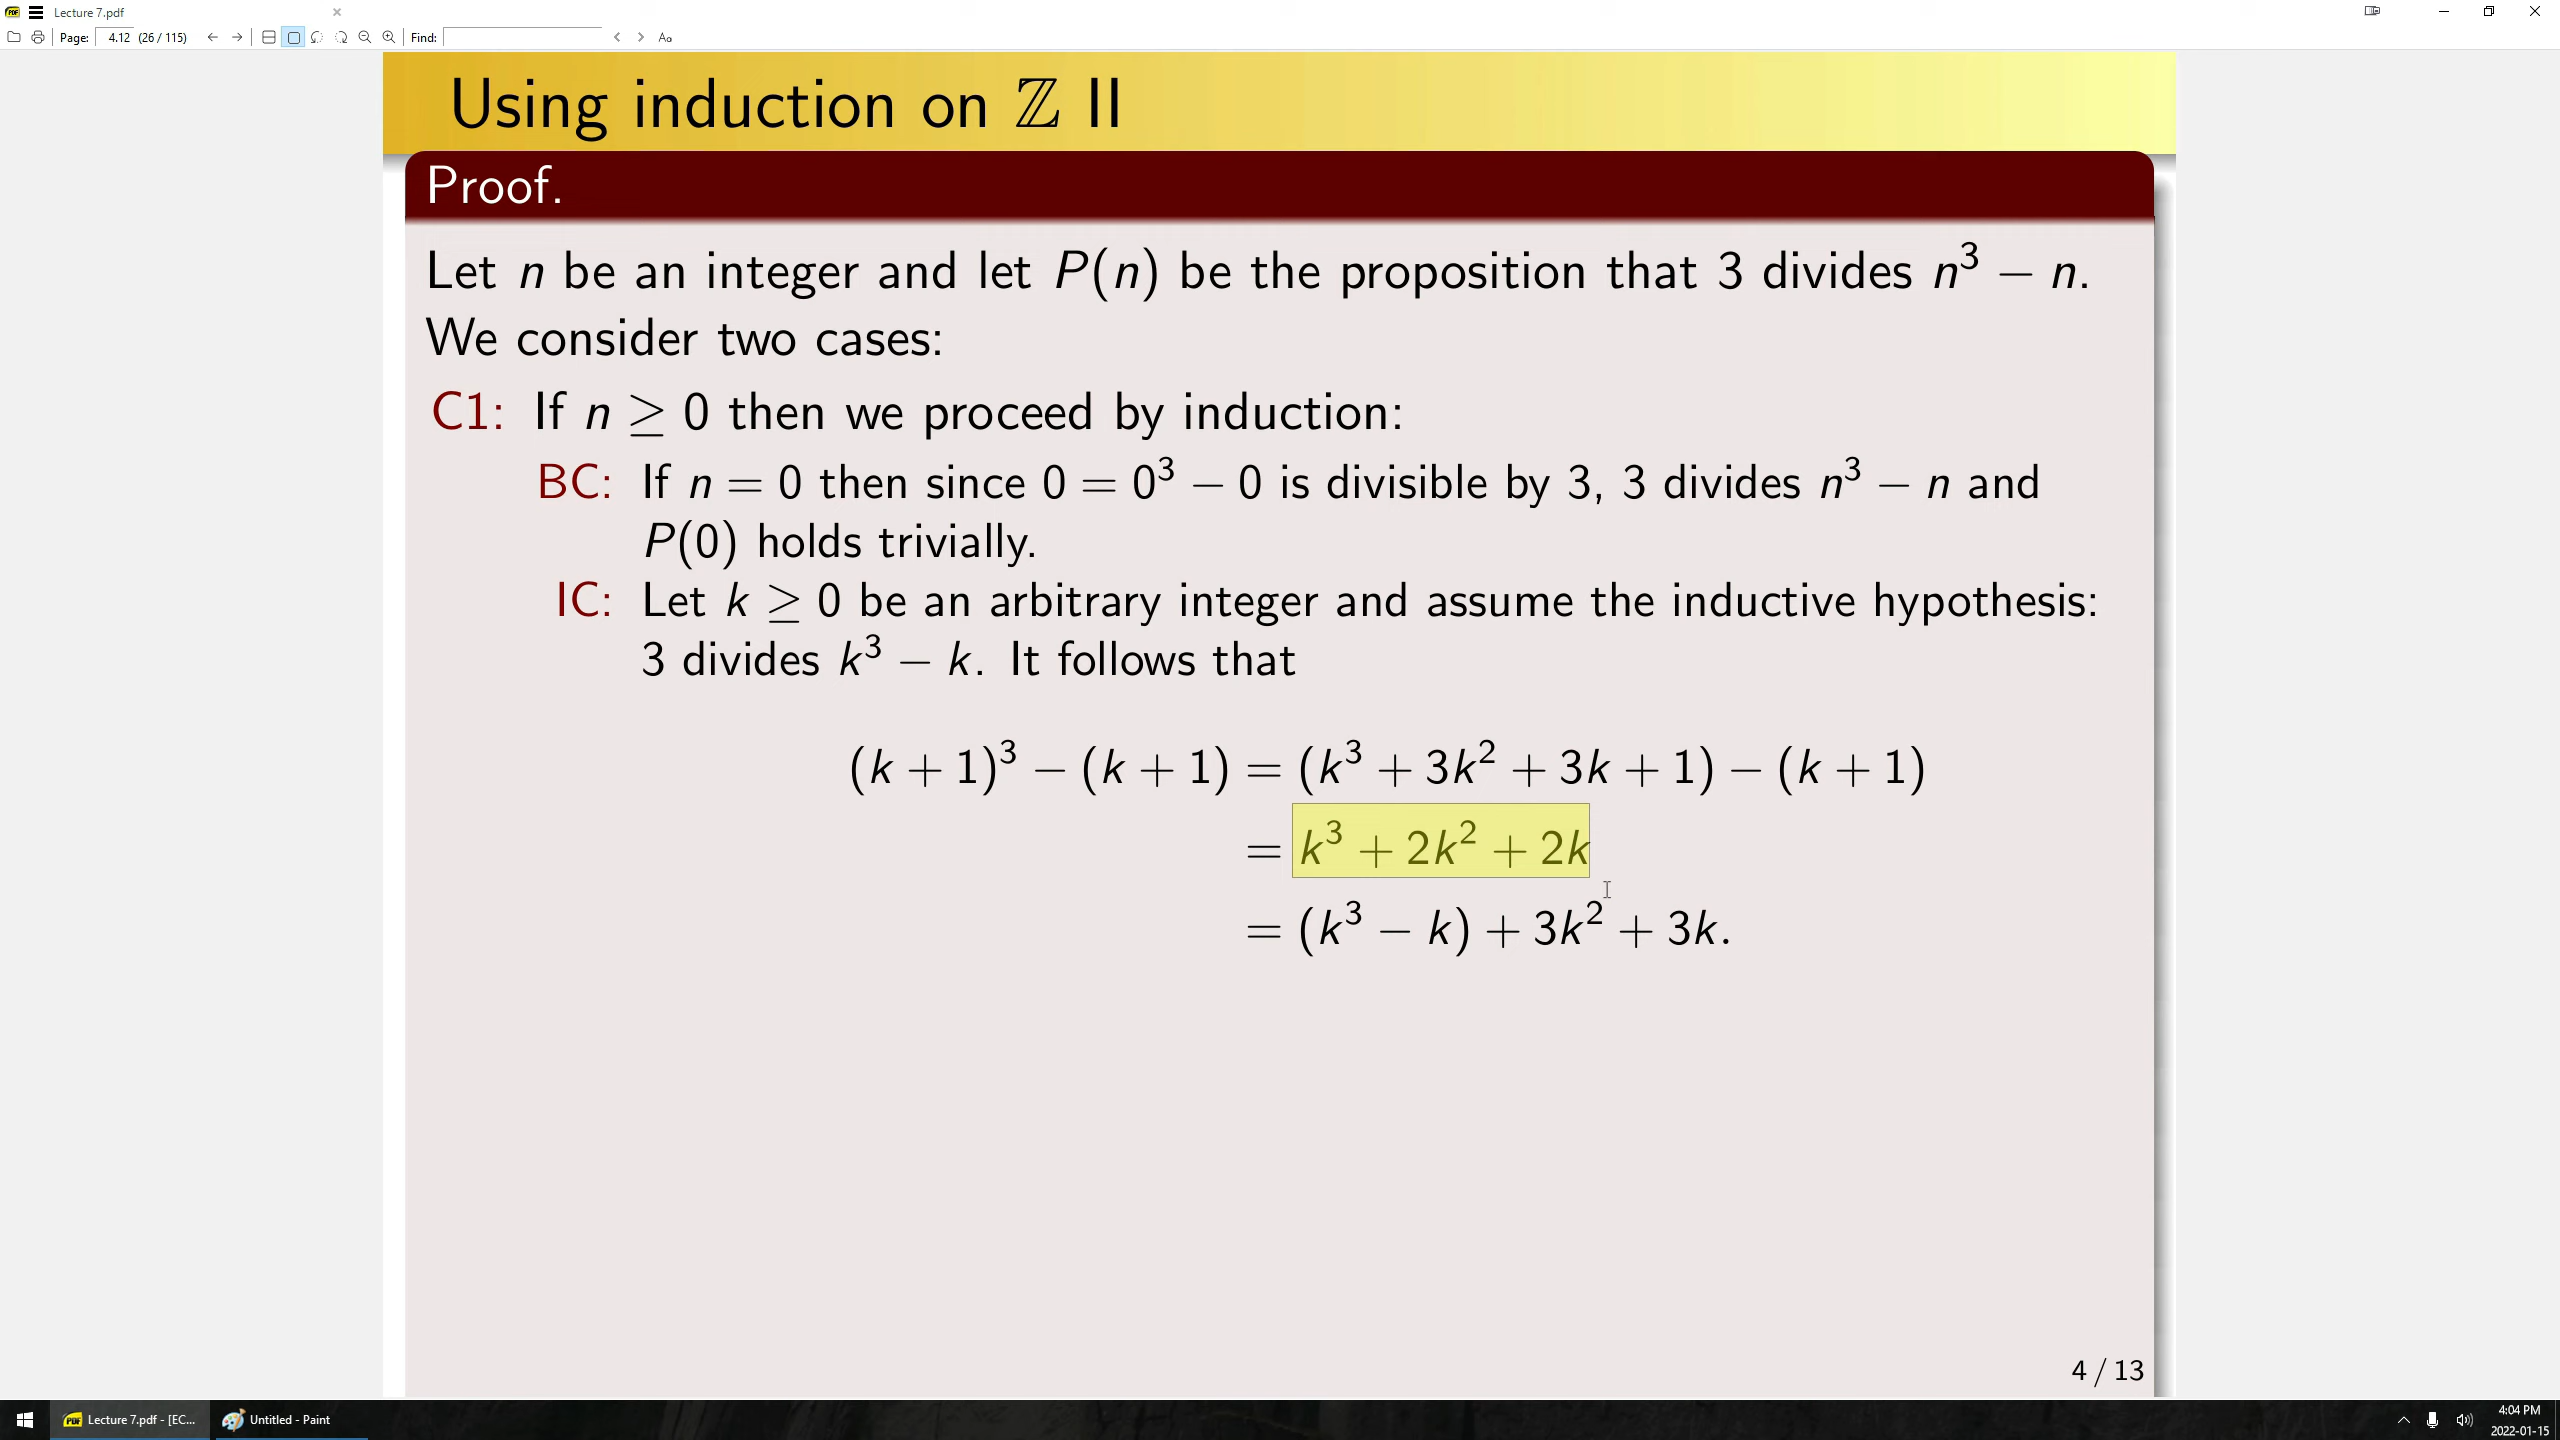 Lecture 7.pdf
Page: 4.12 (26 / 115) Find: Aa
Using induction on ℤ II
Proof.
Let n be an integer and let P(n) be the proposition that 3 divides n³ − n.
We consider two cases:
C1: If n ≥ 0 then we proceed by induction:
BC: If n = 0 then since 0 = 0³ − 0 is divisible by 3, 3 divides n³ − n and
P(0) holds trivially.
IC: Let k ≥ 0 be an arbitrary integer and assume the inductive hypothesis:
3 divides k³ − k. It follows that
(k + 1)³ − (k + 1) = (k³ + 3k² + 3k + 1) − (k + 1)
= k³ + 2k² + 2k
= (k³ − k) + 3k² + 3k.
4 / 13
Lecture 7.pdf - [EC... Untitled - Paint
4:04 PM
2022-01-15